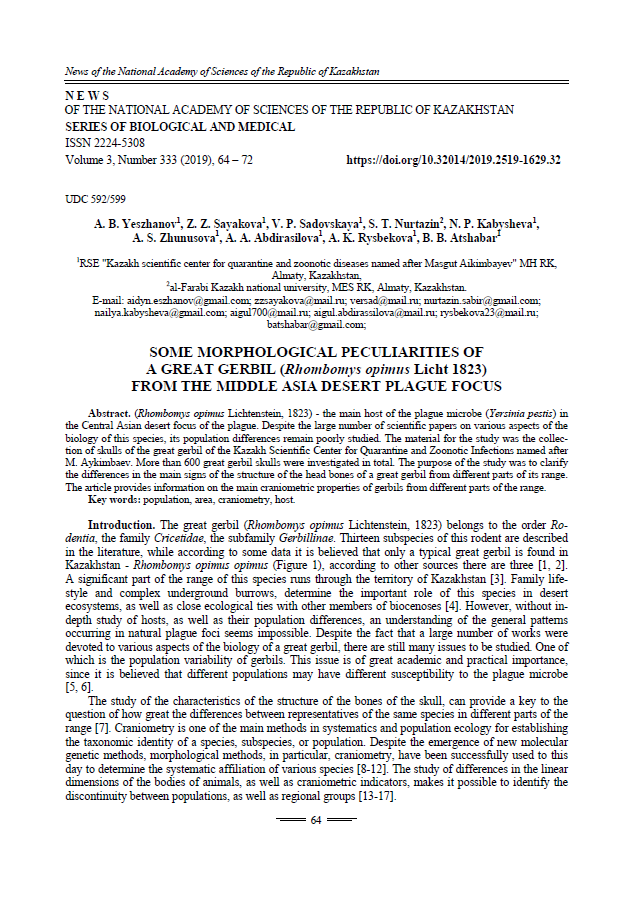 News of the National Academy of Sciences of the Republic of Kazakhstan
N E W S
OF THE NATIONAL ACADEMY OF SCIENCES OF THE REPUBLIC OF KAZAKHSTAN
SERIES OF BIOLOGICAL AND MEDICAL
ISSN 2224-5308
Volume 3, Number 333 (2019), 64 – 72 https://doi.org/10.32014/2019.2519-1629.32
UDC 592/599
A. B. Yeszhanov1, Z. Z. Sayakova1, V. P. Sadovskaya1, S. T. Nurtazin2, N. P. Kabysheva1,
A. S. Zhunusova1, A. A. Abdirasilova1, A. K. Rysbekova1, B. B. Atshabar1
1RSE "Kazakh scientific center for quarantine and zoonotic diseases named after Masgut Aikimbayev" MH RK,
Almaty, Kazakhstan,
2al-Farabi Kazakh national university, MES RK, Almaty, Kazakhstan.
E-mail: aidyn.eszhanov@gmail.com; zzsayakova@mail.ru; versad@mail.ru; nurtazin.sabir@gmail.com;
nailya.kabysheva@gmail.com; aigul700@mail.ru; aigul.abdirassilova@mail.ru; rysbekova23@mail.ru;
batshabar@gmail.com;
SOME MORPHOLOGICAL PECULIARITIES OF
A GREAT GERBIL (Rhombomys opimus Licht 1823)
FROM THE MIDDLE ASIA DESERT PLAGUE FOCUS
Abstract. (Rhombomys opimus Lichtenstein, 1823) - the main host of the plague microbe (Yersinia pestis) in
the Central Asian desert focus of the plague. Despite the large number of scientific papers on various aspects of the
biology of this species, its population differences remain poorly studied. The material for the study was the collec-
tion of skulls of the great gerbil of the Kazakh Scientific Center for Quarantine and Zoonotic Infections named after
M. Aykimbaev. More than 600 great gerbil skulls were investigated in total. The purpose of the study was to clarify
the differences in the main signs of the structure of the head bones of a great gerbil from different parts of its range.
The article provides information on the main craniometric properties of gerbils from different parts of the range.
Key words: population, area, craniometry, host.
Introduction. The great gerbil (Rhombomys opimus Lichtenstein, 1823) belongs to the order Ro-
dentia, the family Cricetidae, the subfamily Gerbillinae. Thirteen subspecies of this rodent are described
in the literature, while according to some data it is believed that only a typical great gerbil is found in
Kazakhstan - Rhombomys opimus opimus (Figure 1), according to other sources there are three [1, 2].
A significant part of the range of this species runs through the territory of Kazakhstan [3]. Family life-
style and complex underground burrows, determine the important role of this species in desert
ecosystems, as well as close ecological ties with other members of biocenoses [4]. However, without in-
depth study of hosts, as well as their population differences, an understanding of the general patterns
occurring in natural plague foci seems impossible. Despite the fact that a large number of works were
devoted to various aspects of the biology of a great gerbil, there are still many issues to be studied. One of
which is the population variability of gerbils. This issue is of great academic and practical importance,
since it is believed that different populations may have different susceptibility to the plague microbe
[5, 6].
The study of the characteristics of the structure of the bones of the skull, can provide a key to the
question of how great the differences between representatives of the same species in different parts of the
range [7]. Craniometry is one of the main methods in systematics and population ecology for establishing
the taxonomic identity of a species, subspecies, or population. Despite the emergence of new molecular
genetic methods, morphological methods, in particular, craniometry, have been successfully used to this
day to determine the systematic affiliation of various species [8-12]. The study of differences in the linear
dimensions of the bodies of animals, as well as craniometric indicators, makes it possible to identify the
discontinuity between populations, as well as regional groups [13-17].
64